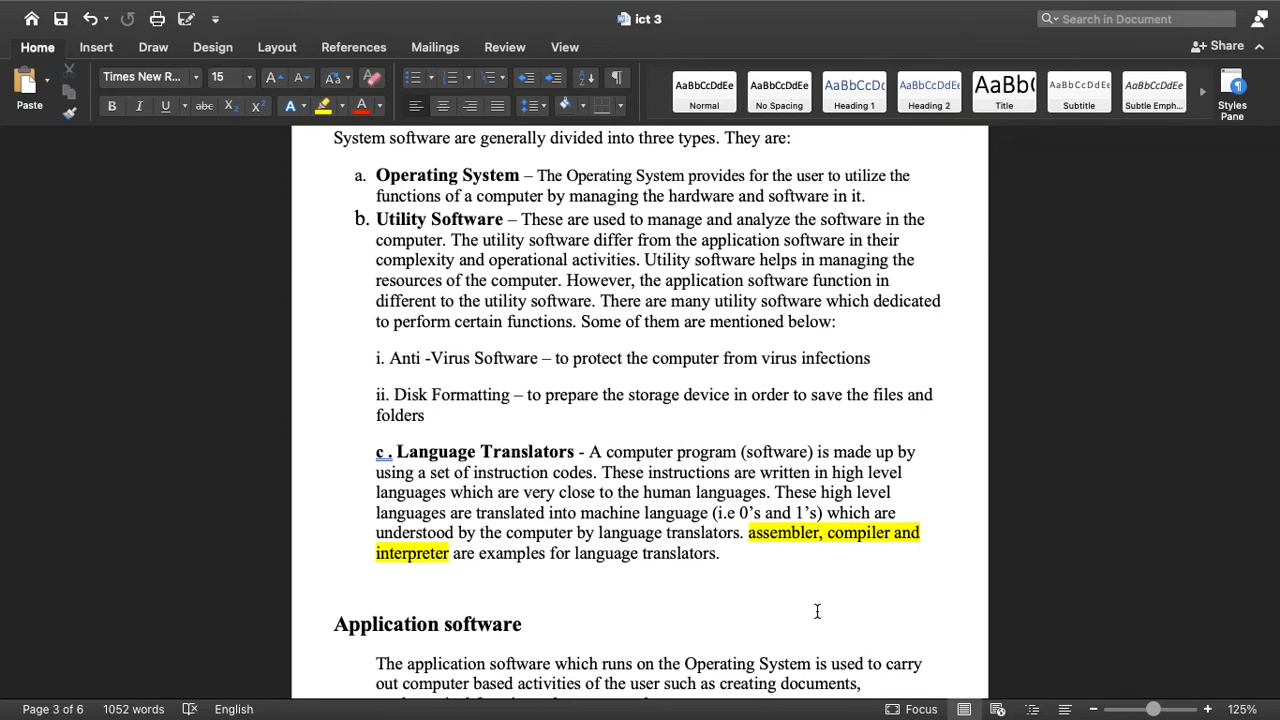 ict 3
Search in Document
Home Insert Draw Design Layout References Mailings Review View Share
Paste
Times New R... 15
AaBbCcDdEe AaBbCcDdEe AaBbCcDc AaBbCcDdEe AaBbC AaBbCcDdEe AaBbCcDdEe
Normal No Spacing Heading 1 Heading 2 Title Subtitle Subtle Emph...
Styles
Pane
System software are generally divided into three types. They are:
a. Operating System – The Operating System provides for the user to utilize the
functions of a computer by managing the hardware and software in it.
b. Utility Software – These are used to manage and analyze the software in the
computer. The utility software differ from the application software in their
complexity and operational activities. Utility software helps in managing the
resources of the computer. However, the application software function in
different to the utility software. There are many utility software which dedicated
to perform certain functions. Some of them are mentioned below:
i. Anti -Virus Software – to protect the computer from virus infections
ii. Disk Formatting – to prepare the storage device in order to save the files and
folders
c . Language Translators - A computer program (software) is made up by
using a set of instruction codes. These instructions are written in high level
languages which are very close to the human languages. These high level
languages are translated into machine language (i.e 0’s and 1’s) which are
understood by the computer by language translators. assembler, compiler and
interpreter are examples for language translators.
Application software
The application software which runs on the Operating System is used to carry
out computer based activities of the user such as creating documents,
Page 3 of 6 1052 words English Focus 125%